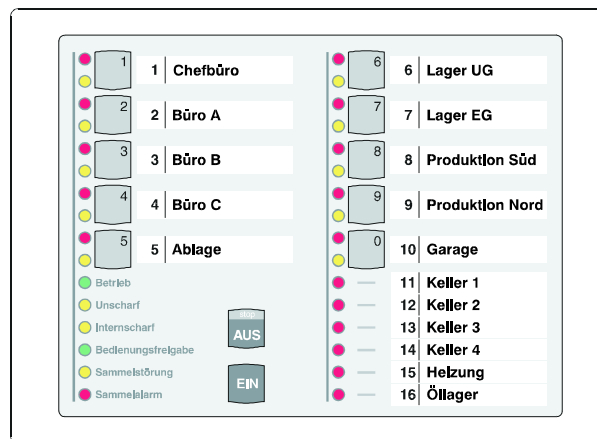 1 1 Chefbüro
2 2 Büro A
3 3 Büro B
4 4 Büro C
5 5 Ablage
Betrieb
Unscharf
Internscharf
Bedienungsfreigabe
Sammelstörung
Sammelalarm
stop
AUS
EIN
6 6 Lager UG
7 7 Lager EG
8 8 Produktion Süd
9 9 Produktion Nord
0 10 Garage
11 Keller 1
12 Keller 2
13 Keller 3
14 Keller 4
15 Heizung
16 Öllager